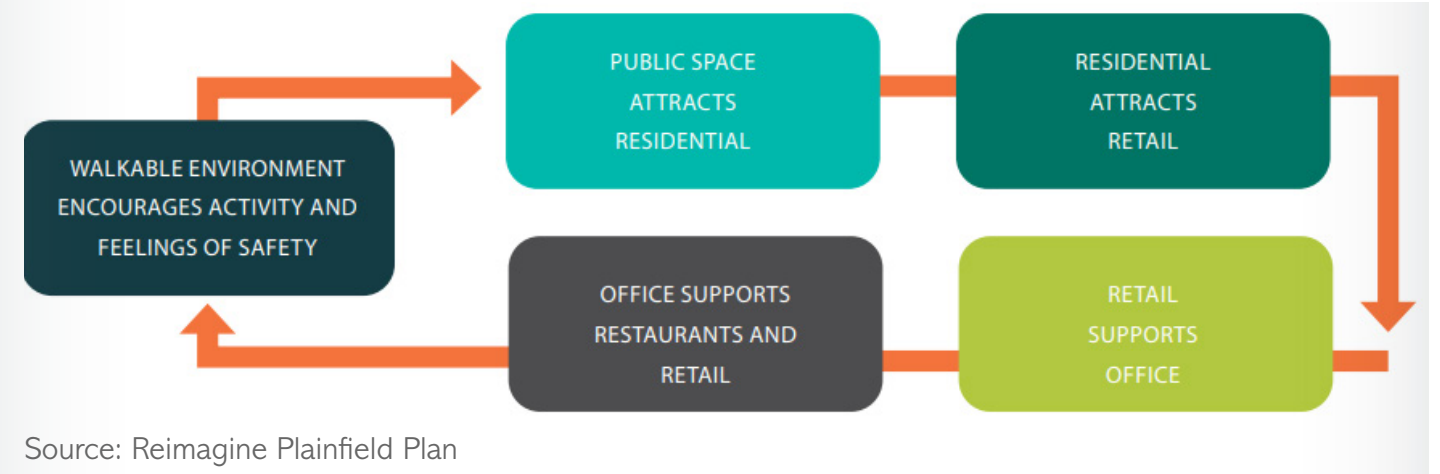 WALKABLE ENVIRONMENT
ENCOURAGES ACTIVITY AND
FEELINGS OF SAFETY
PUBLIC SPACE
ATTRACTS
RESIDENTIAL
RESIDENTIAL
ATTRACTS
RETAIL
RETAIL
SUPPORTS
OFFICE
OFFICE SUPPORTS
RESTAURANTS AND
RETAIL
Source: Reimagine Plainfield Plan